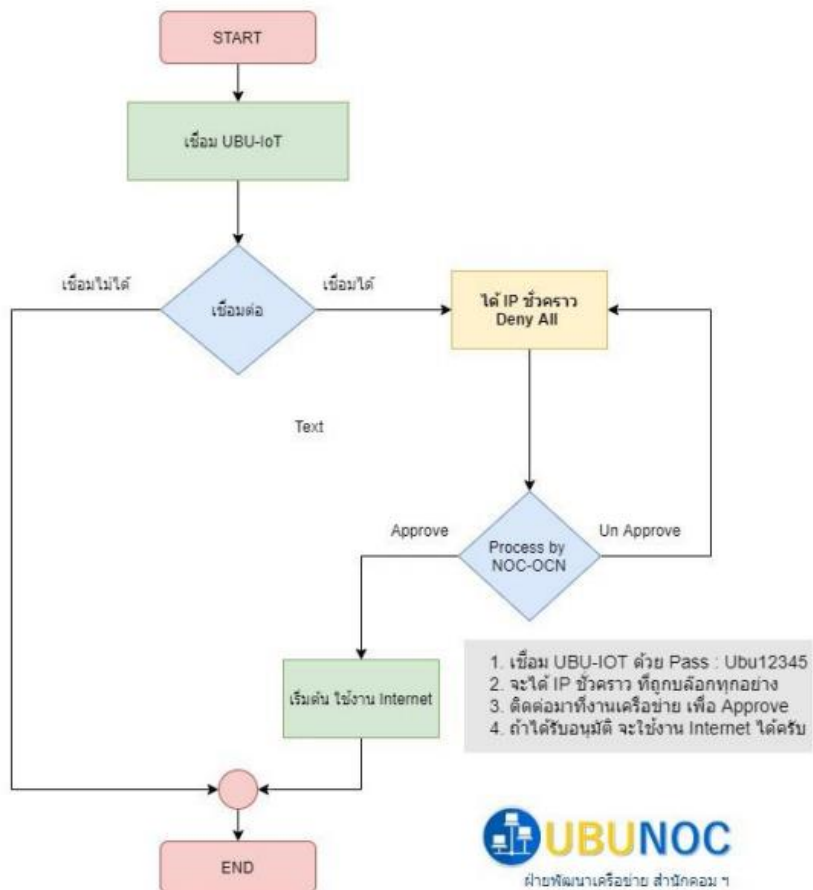 START
เชื่อม UBU-IoT
เชื่อมไม่ได้
เชื่อมต่อ
เชื่อมได้
ได้ IP ชั่วคราว
Deny All
Text
Approve
Process by
NOC-OCN
Un Approve
เริ่มต้น ใช้งาน Internet
1. เชื่อม UBU-IOT ด้วย Pass : Ubu12345
2. จะได้ IP ชั่วคราว ที่ถูกบล๊อกทุกอย่าง
3. ติดต่อมาที่งานเครือข่าย เพื่อ Approve
4. ถ้าได้รับอนุมัติ จะใช้งาน Internet ได้ครับ
END
UBUNOC
ฝ่ายพัฒนาเครือข่าย สำนักคอม ฯ